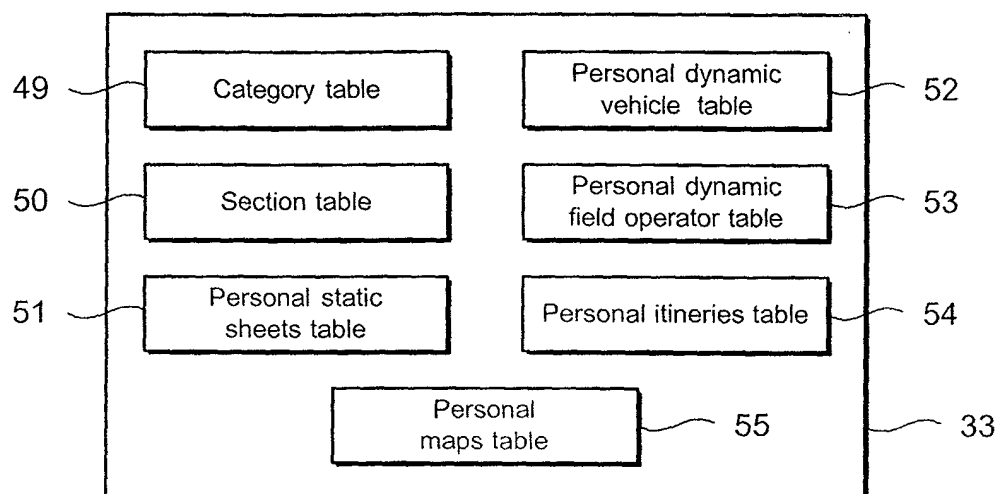 49
Category table
Personal dynamic
vehicle table
52
50
Section table
Personal dynamic
field operator table
53
51
Personal static
sheets table
Personal itineries table
54
Personal
maps table
55
33